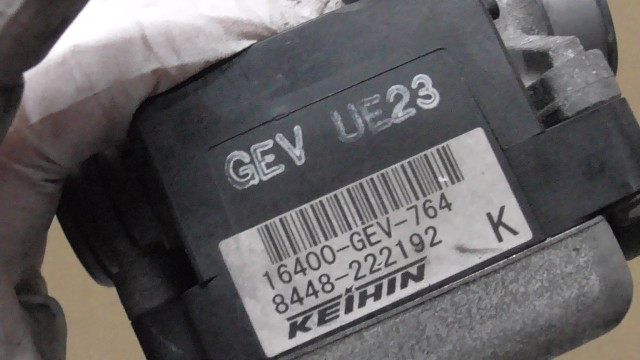 GEV UE23
16400-GEV-764
8448-222192 K
KEIHIN